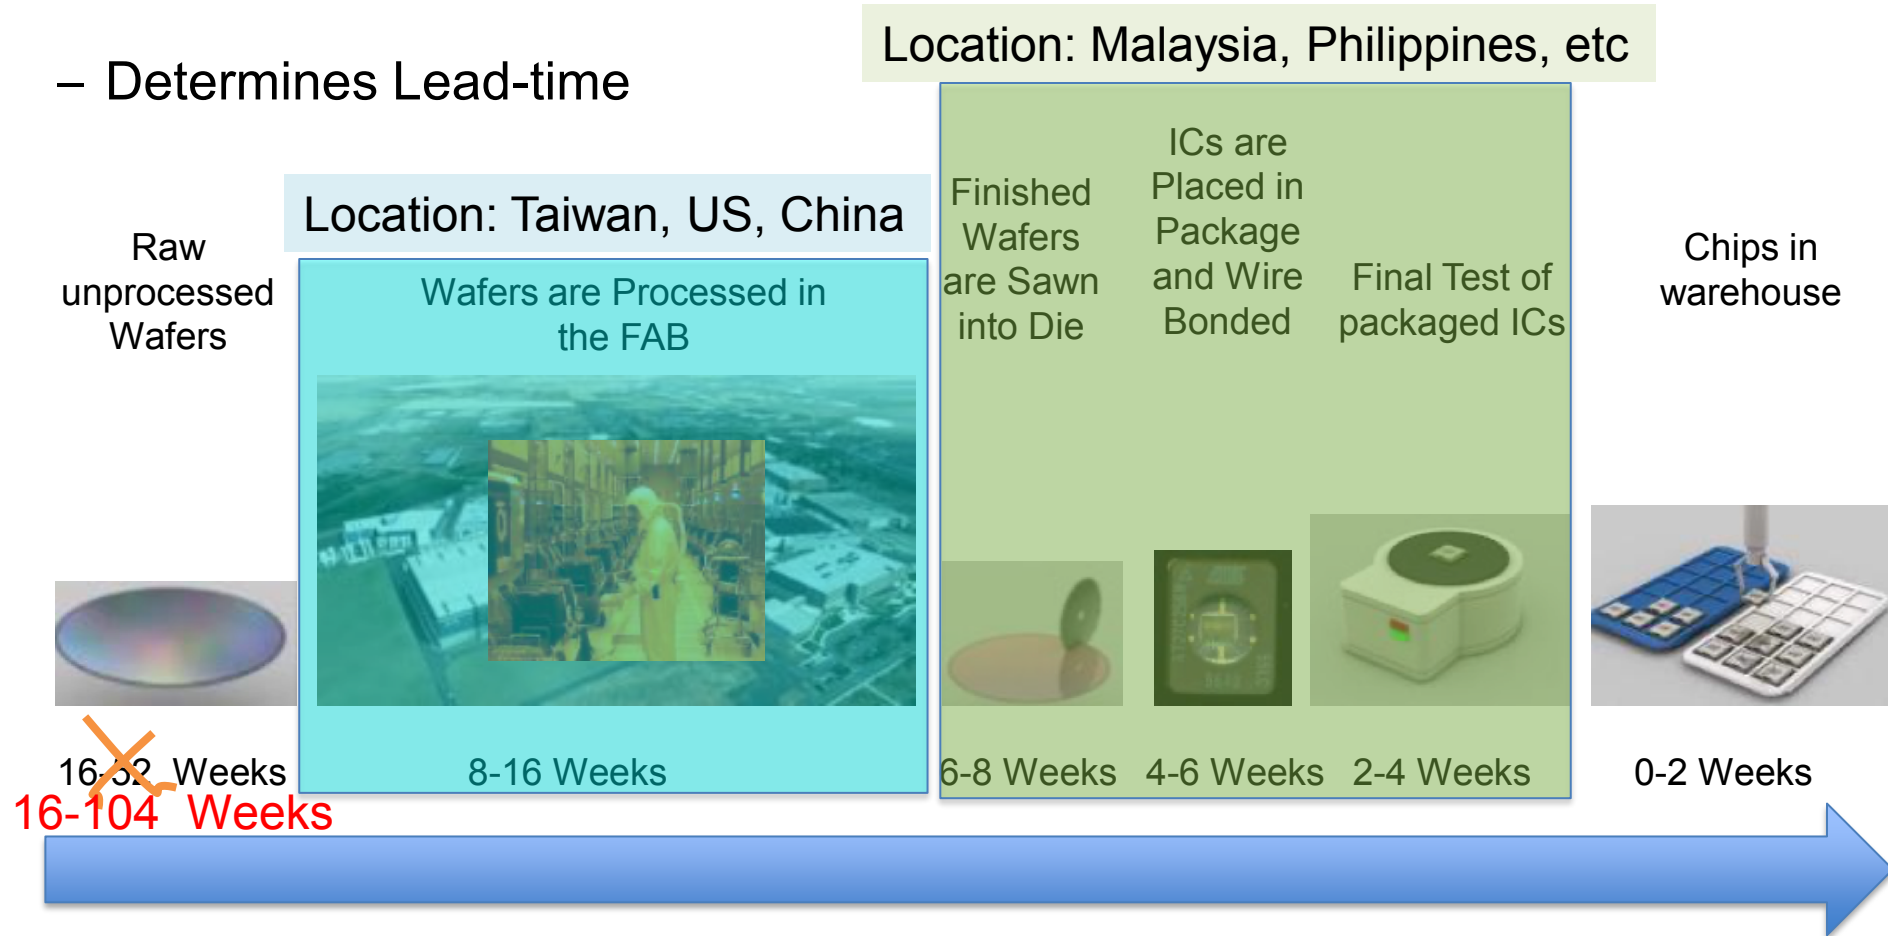 – Determines Lead-time
Location: Malaysia, Philippines, etc
Location: Taiwan, US, China
Raw
unprocessed
Wafers
Wafers are Processed in
the FAB
Finished
Wafers
are Sawn
into Die
ICs are
Placed in
Package
and Wire
Bonded
Final Test of
packaged ICs
Chips in
warehouse
16-52 Weeks
16-104 Weeks
8-16 Weeks
6-8 Weeks
4-6 Weeks
2-4 Weeks
0-2 Weeks